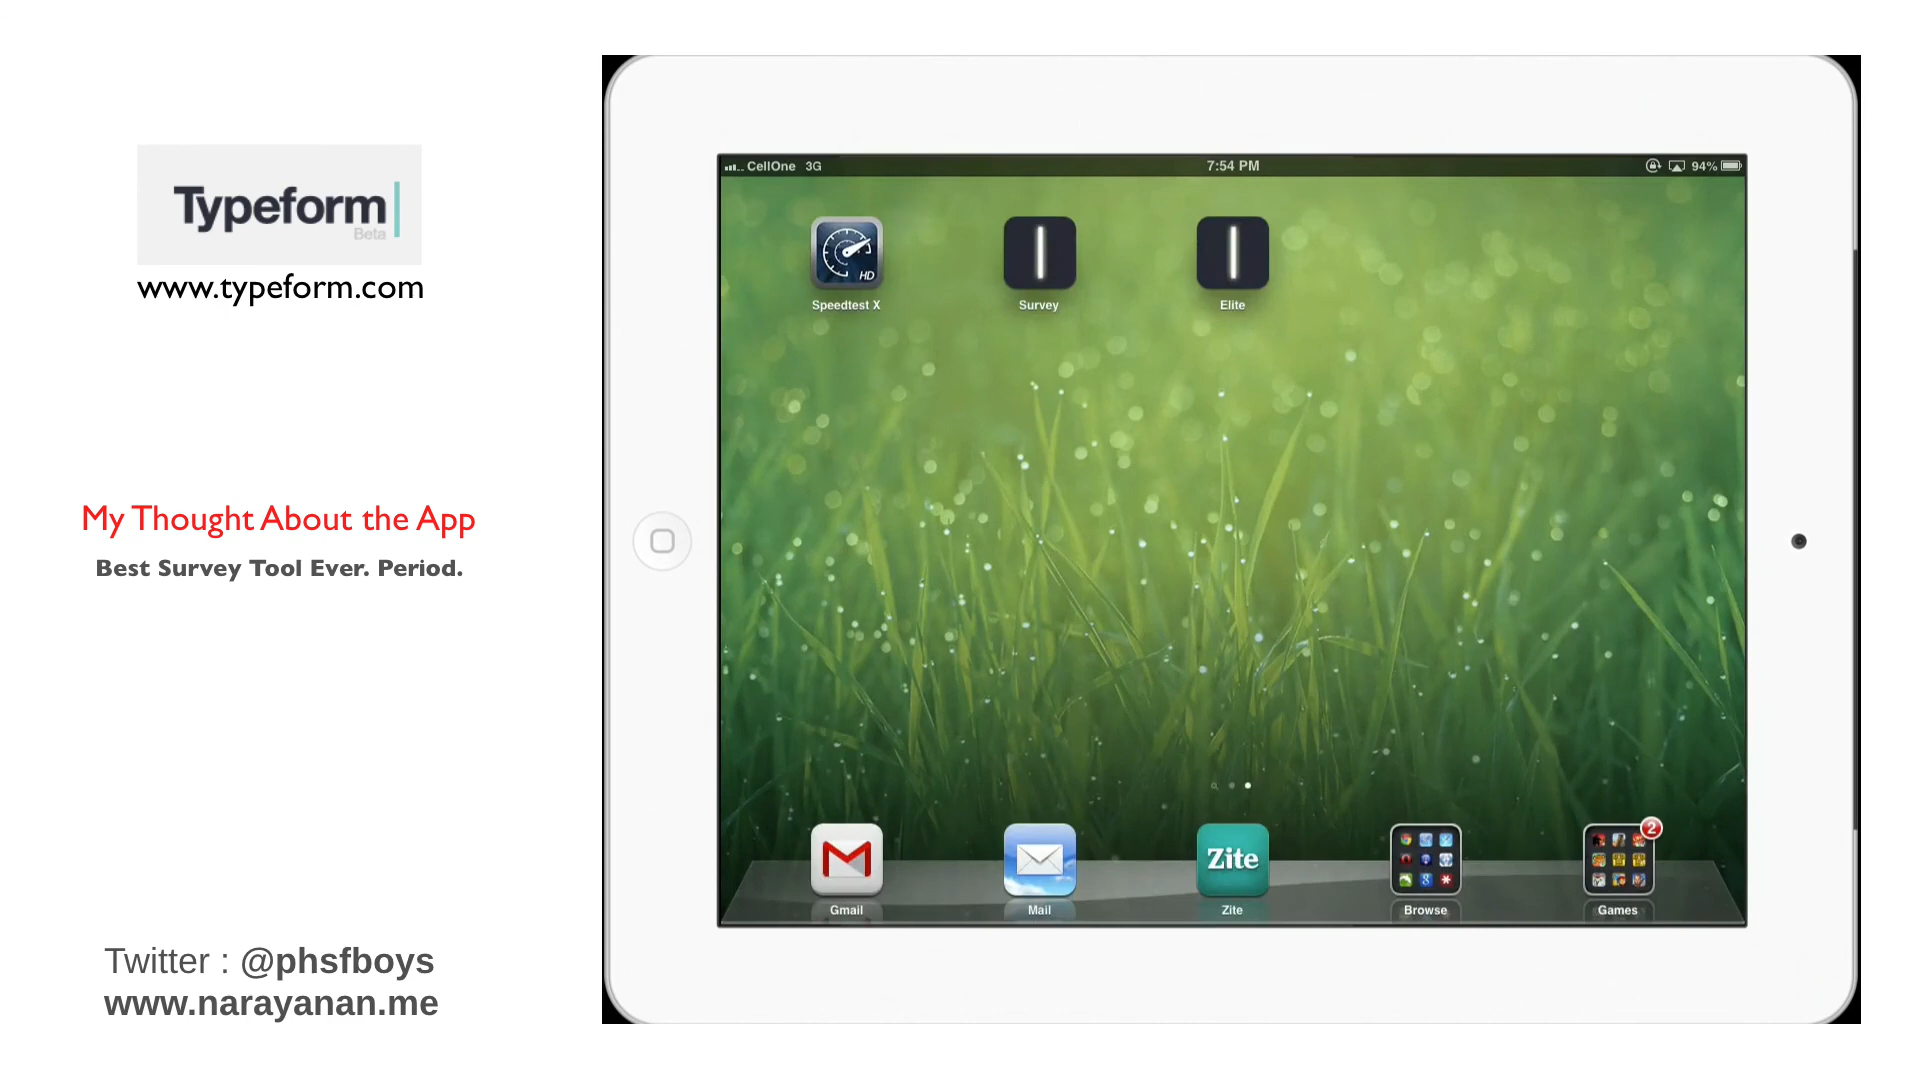 Typeform
Beta
www.typeform.com
My Thought About the App
Best Survey Tool Ever. Period.
Twitter : @phsfboys
www.narayanan.me
CellOne 3G
7:54 PM
94%
HD
Speedtest X
Survey
Elite
Zite
2
Gmail
Mail
Zite
Browse
Games